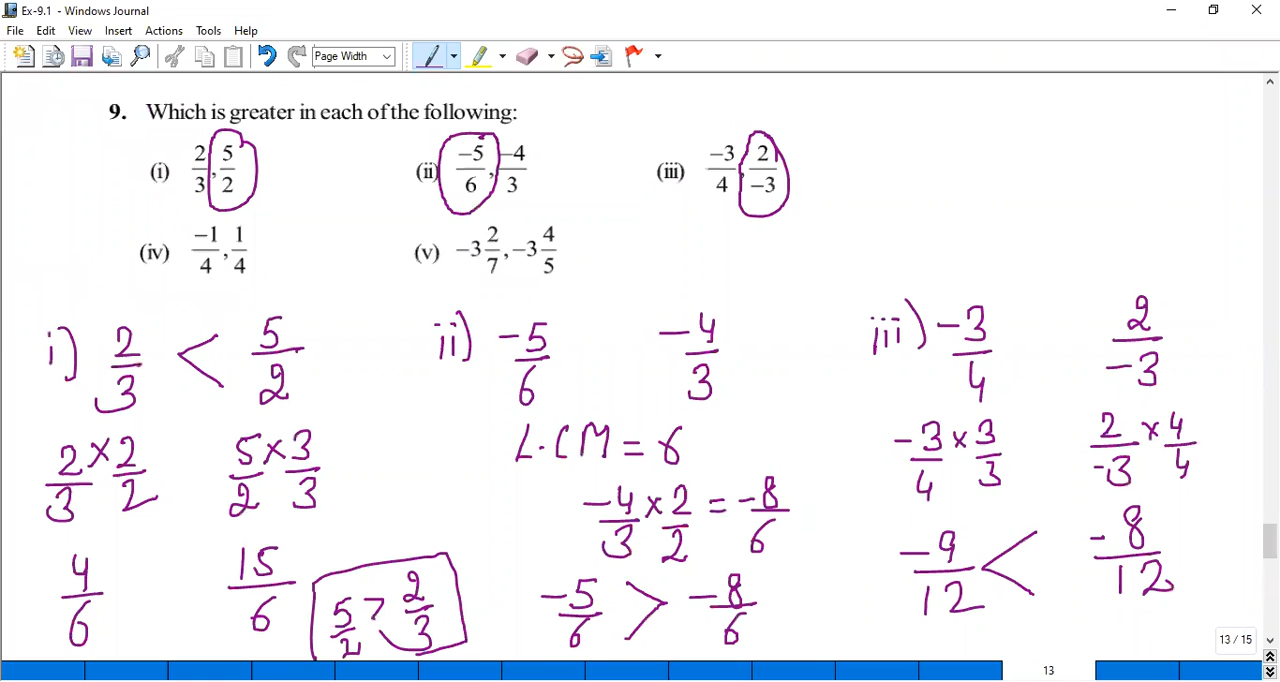 Ex-9.1 - Windows Journal
File Edit View Insert Actions Tools Help
Page Width
9. Which is greater in each of the following:
(i) 2/3, 5/2 (ii) -5/6, -4/3 (iii) -3/4, 2/-3
(iv) -1/4, 1/4 (v) -3 2/7, -3 4/5
i) 2/3 < 5/2 ii) -5/6 -4/3 iii) -3/4 2/-3
2/3 × 2/2 5/2 × 3/3 L.CM = 6 -3/4 × 3/3 2/-3 × 4/4
-4/3 × 2/2 = -8/6
4/6 15/6 5/2 > 2/3 -5/6 > -8/6 -9/12 < -8/12
13 / 15
13